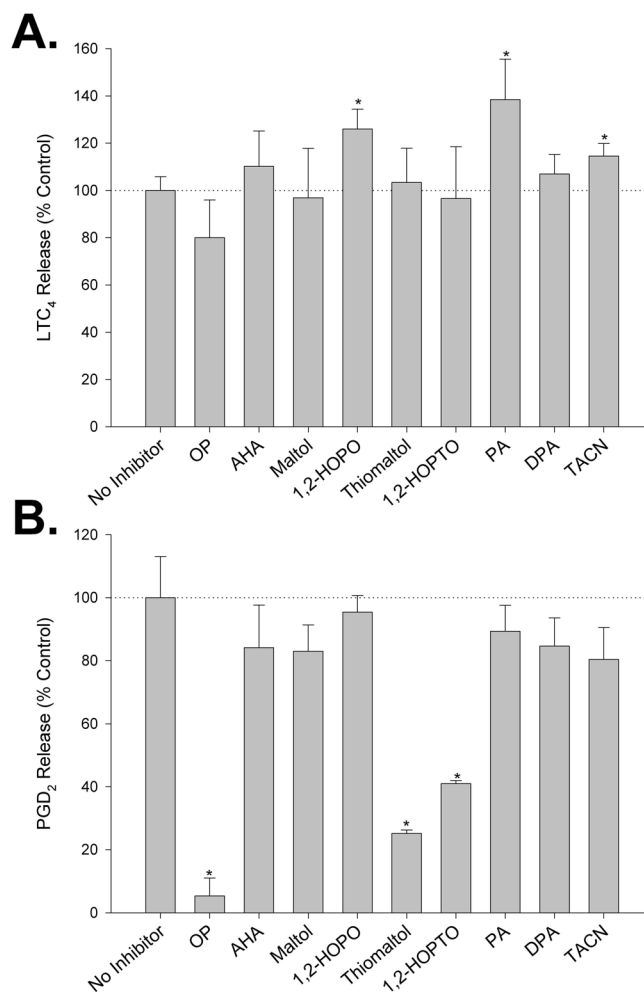 A.
LTC4 Release (% Control)
160
140
120
100
80
60
40
20
0
*
*
*
No Inhibitor
OP
AHA
Maltol
1,2-HOPO
Thiomaltol
1,2-HOPTO
PA
DPA
TACN
B.
PGD2 Release (% Control)
120
100
80
60
40
20
0
*
*
*
No Inhibitor
OP
AHA
Maltol
1,2-HOPO
Thiomaltol
1,2-HOPTO
PA
DPA
TACN